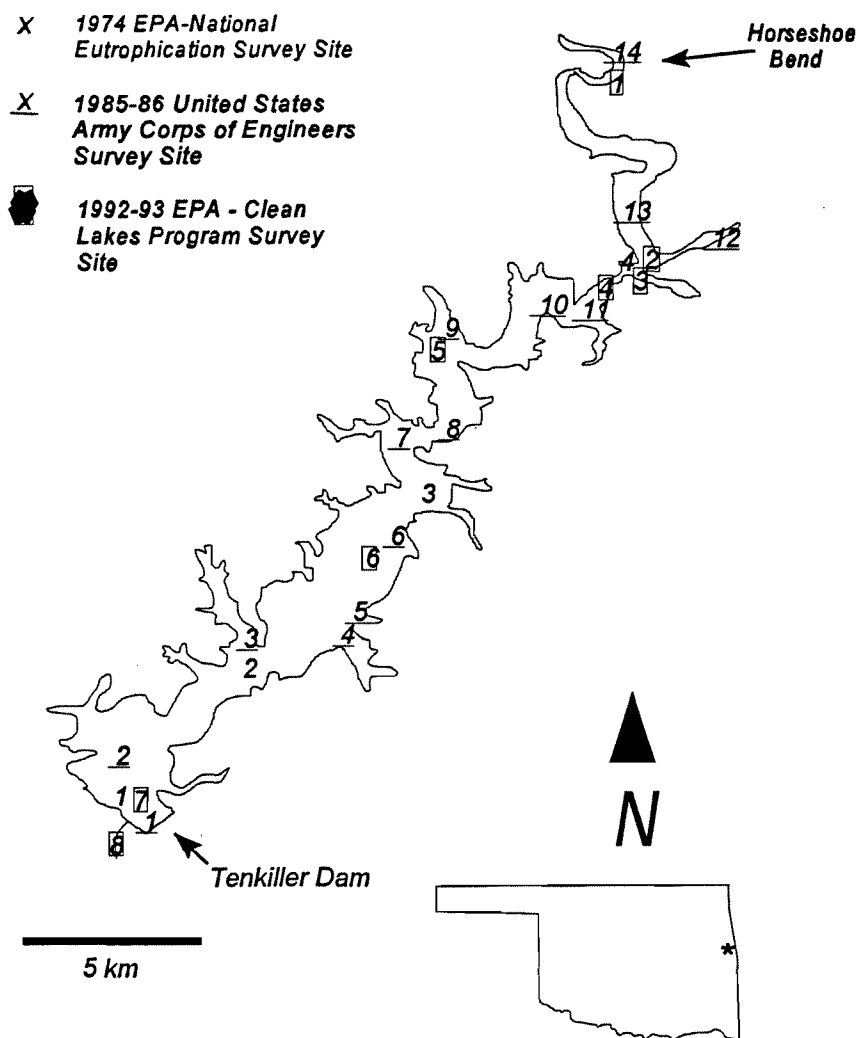 X 1974 EPA-National
Eutrophication Survey Site
X 1985-86 United States
Army Corps of Engineers
Survey Site
1992-93 EPA - Clean
Lakes Program Survey
Site
Horseshoe
Bend
14
1
13
12
4
2
3
4
10
11
9
5
8
7
3
6
6
5
3
4
2
2
1
7
1
8
Tenkiller Dam
N
5 km
*